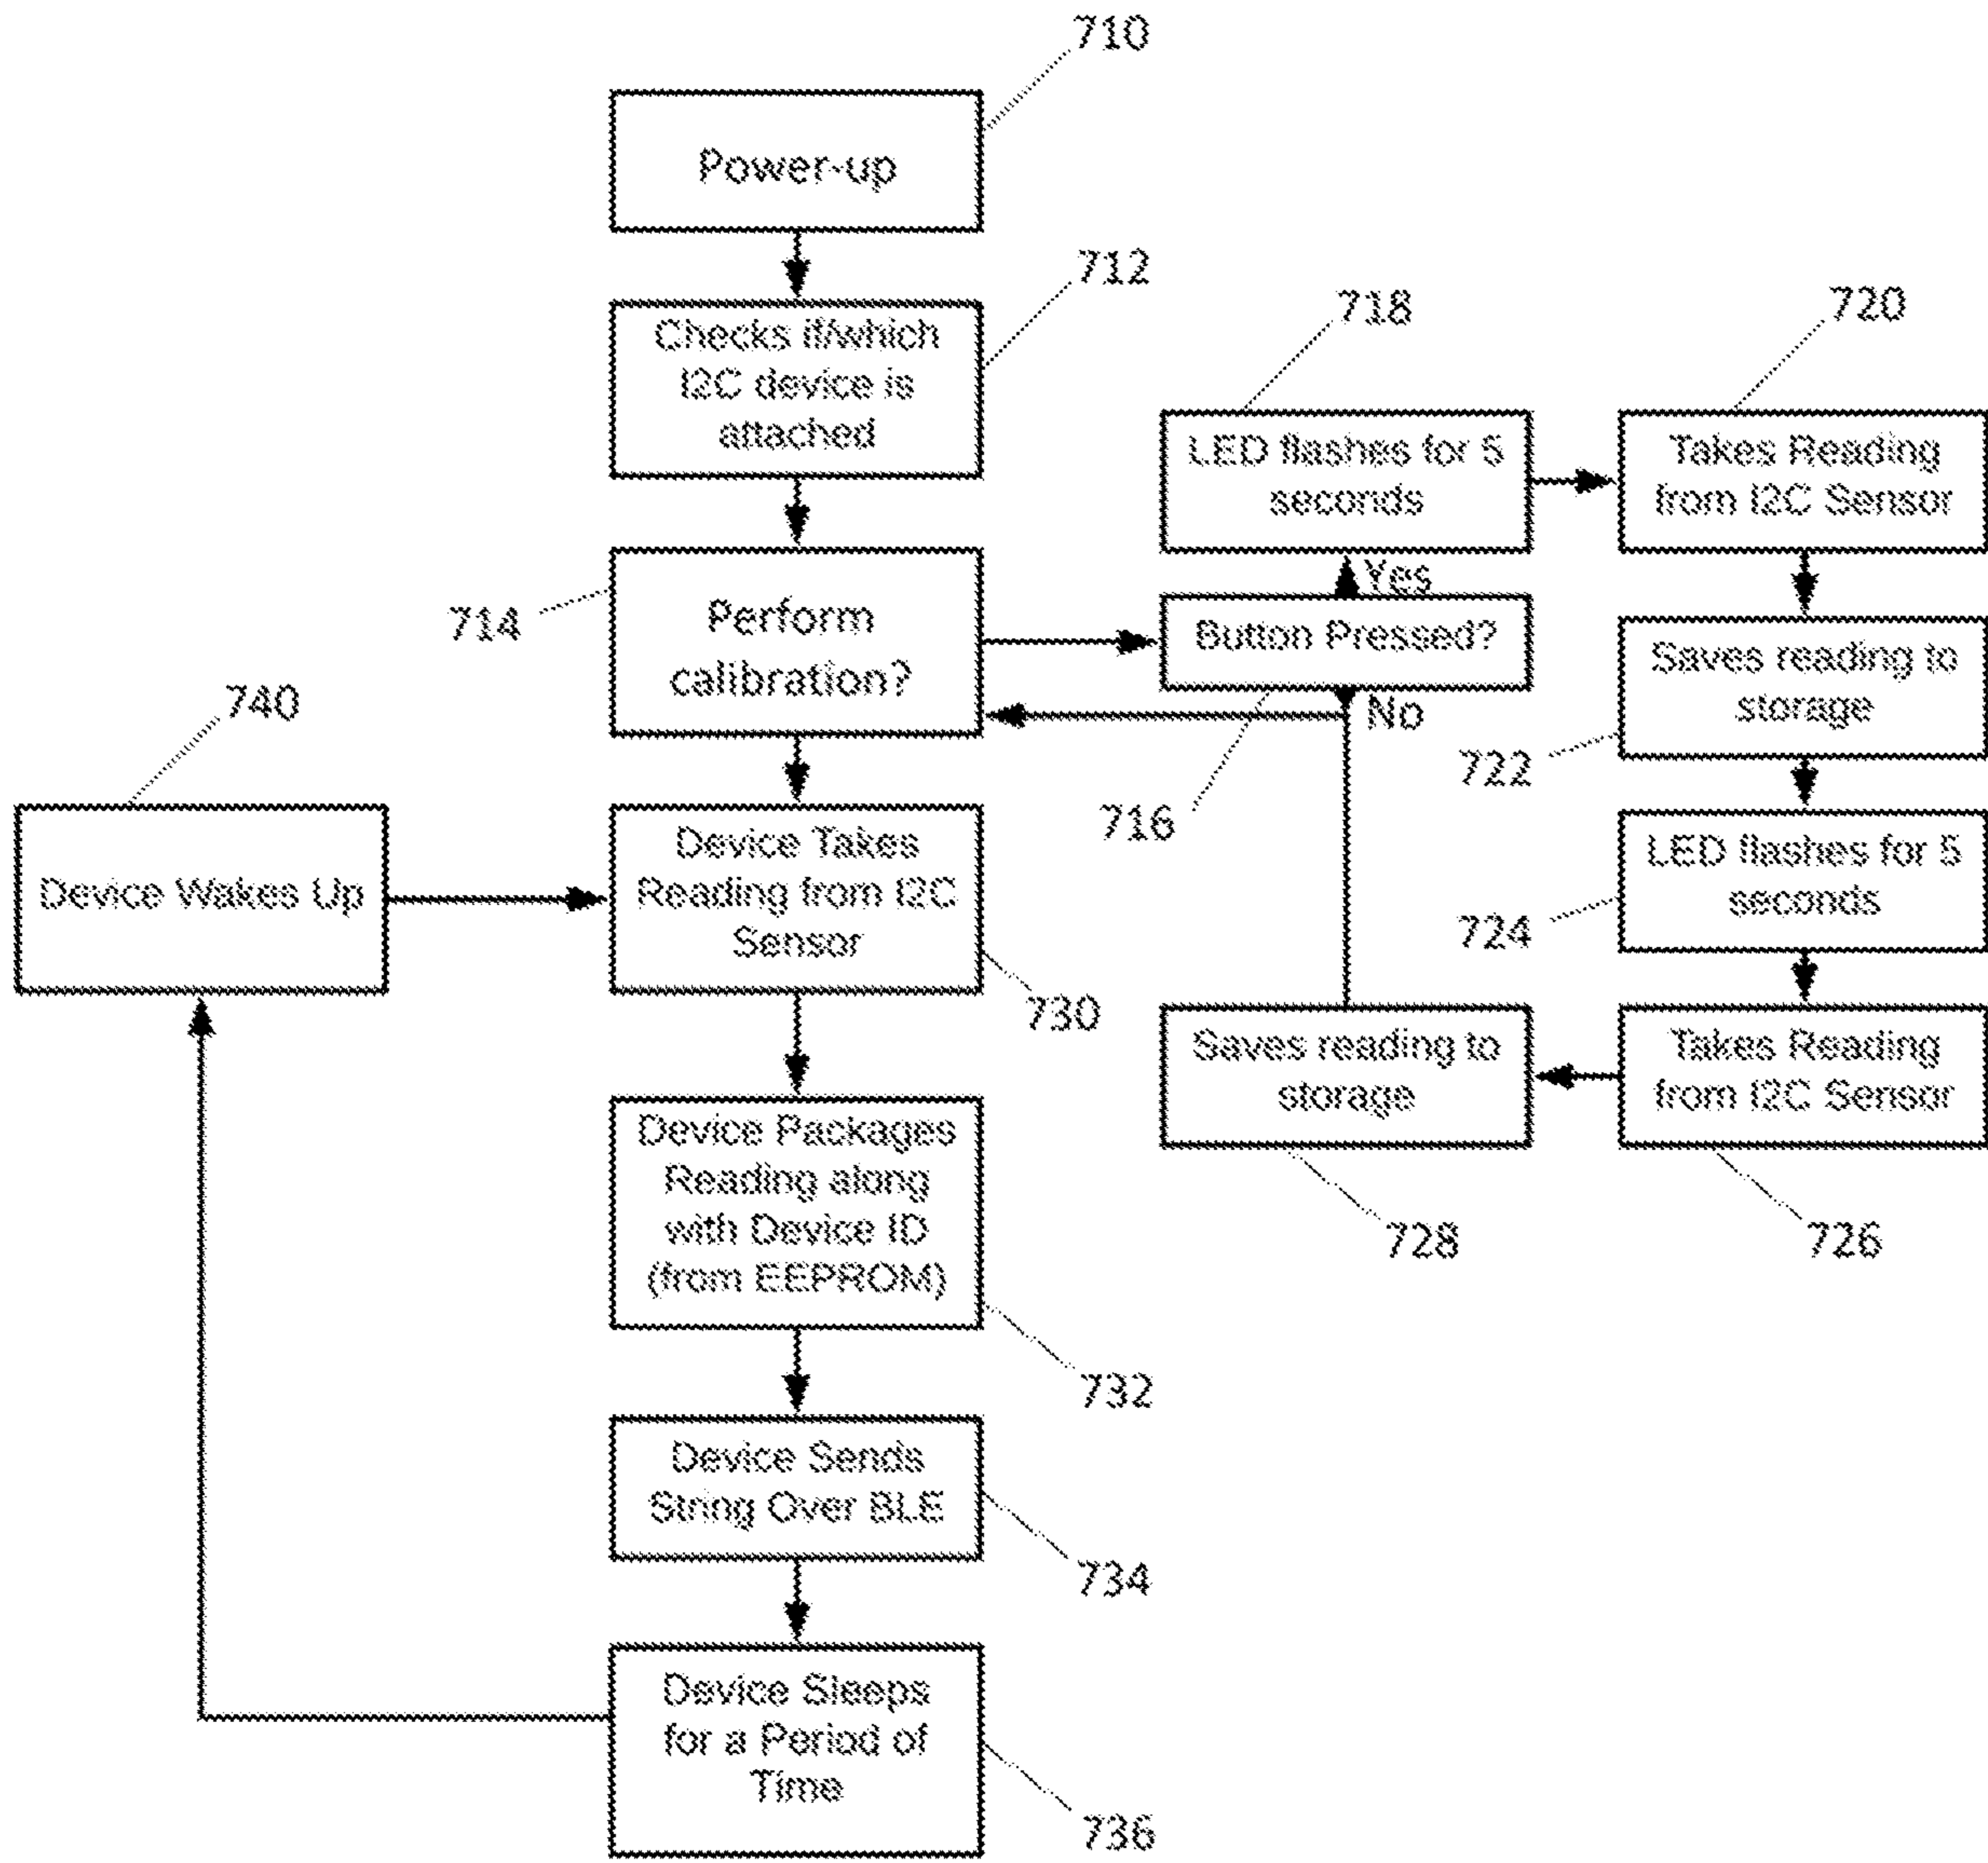 710
Power-up
712
Checks if/which
I2C device is
attached
714
Perform
calibration?
716
Button Pressed?
Yes
No
718
LED flashes for 5
seconds
720
Takes Reading
from I2C Sensor
722
Saves reading to
storage
724
LED flashes for 5
seconds
726
Takes Reading
from I2C Sensor
728
Saves reading to
storage
740
Device Wakes Up
Device Takes
Reading from I2C
Sensor
730
Device Packages
Reading along
with Device ID
(from EEPROM)
732
Device Sends
String Over BLE
734
Device Sleeps
for a Period of
Time
736